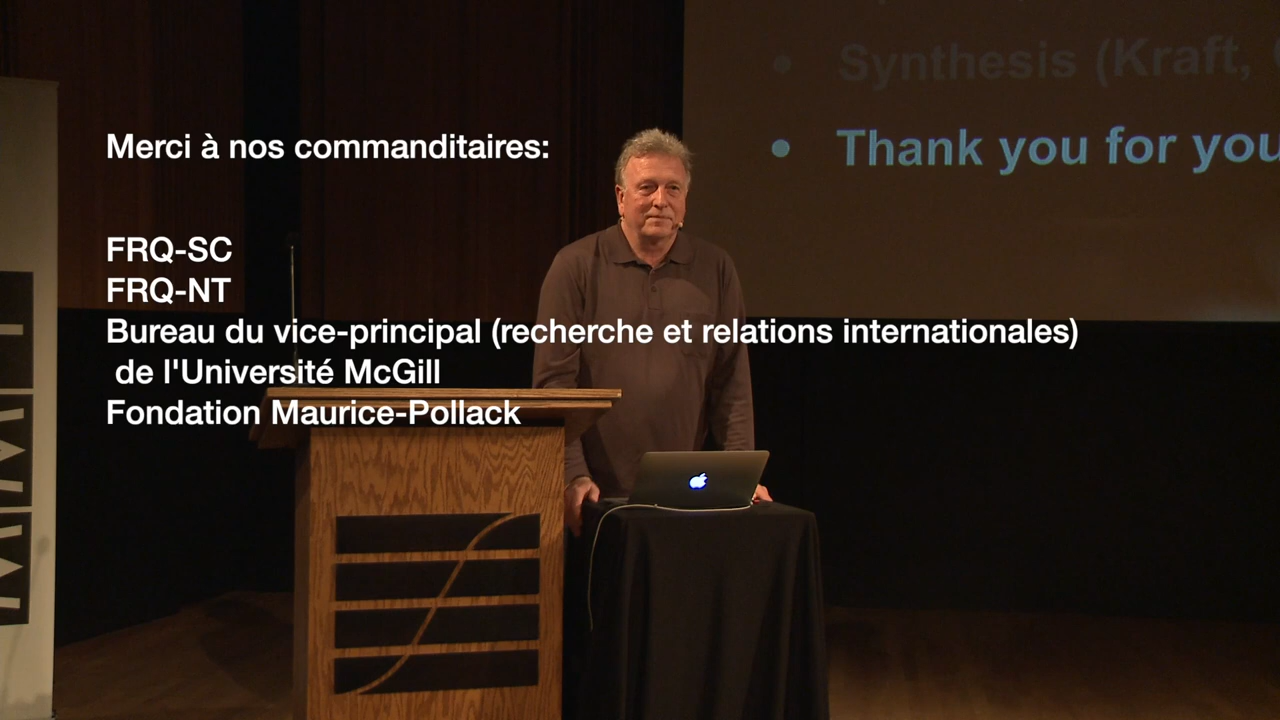 Synthesis (Kraft,
Thank you for you
Merci à nos commanditaires:
FRQ-SC
FRQ-NT
Bureau du vice-principal (recherche et relations internationales)
de l'Université McGill
Fondation Maurice-Pollack